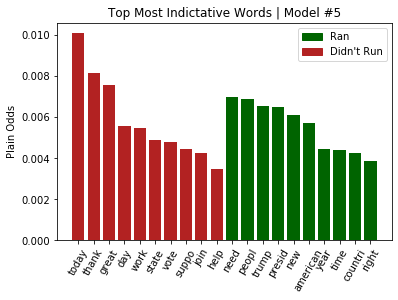 Top Most Indictative Words | Model #5
Ran
Didn't Run
Plain Odds
0.010
0.008
0.006
0.004
0.002
0.000
today
thank
great
day
work
state
vote
suppo
join
help
need
peopl
trump
presid
new
american
year
time
countri
right